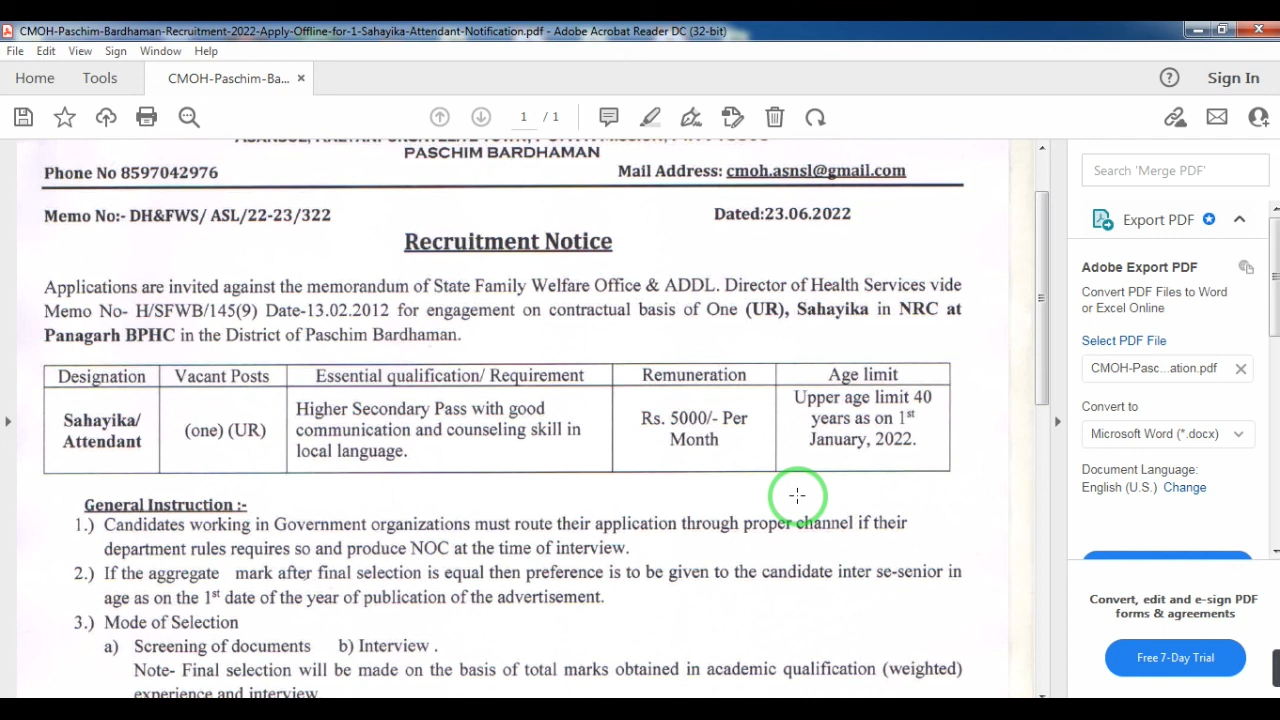 CMOH-Paschim-Bardhaman-Recruitment-2022-Apply-Offline-for-1-Sahayika-Attendant-Notification.pdf - Adobe Acrobat Reader DC (32-bit)
File Edit View Sign Window Help
Home Tools CMOH-Paschim-Ba... × Sign In
1 / 1
PASCHIM BARDHAMAN
Phone No 8597042976 Mail Address: cmoh.asnsl@gmail.com
Memo No:- DH&FWS/ ASL/22-23/322 Dated:23.06.2022
Recruitment Notice
Applications are invited against the memorandum of State Family Welfare Office & ADDL. Director of Health Services vide
Memo No- H/SFWB/145(9) Date-13.02.2012 for engagement on contractual basis of One (UR), Sahayika in NRC at
Panagarh BPHC in the District of Paschim Bardhaman.
Designation Vacant Posts Essential qualification/ Requirement Remuneration Age limit
Sahayika/
Attendant
(one) (UR)
Higher Secondary Pass with good
communication and counseling skill in
local language.
Rs. 5000/- Per
Month
Upper age limit 40
years as on 1st
January, 2022.
General Instruction :-
1.) Candidates working in Government organizations must route their application through proper channel if their
department rules requires so and produce NOC at the time of interview.
2.) If the aggregate mark after final selection is equal then preference is to be given to the candidate inter se-senior in
age as on the 1st date of the year of publication of the advertisement.
3.) Mode of Selection
a) Screening of documents b) Interview .
Note- Final selection will be made on the basis of total marks obtained in academic qualification (weighted)
experience and interview
Search 'Merge PDF'
Export PDF
Adobe Export PDF
Convert PDF Files to Word
or Excel Online
Select PDF File
CMOH-Pasc...ation.pdf
Convert to
Microsoft Word (*.docx)
Document Language:
English (U.S.) Change
Convert, edit and e-sign PDF
forms & agreements
Free 7-Day Trial